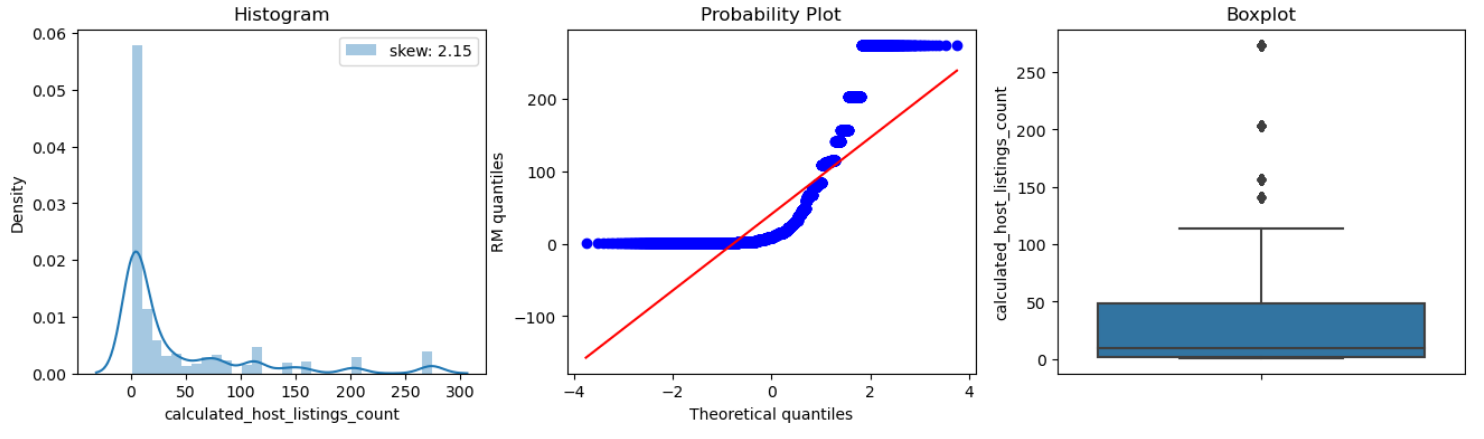 Histogram
skew: 2.15
0.06
0.05
0.04
0.03
0.02
0.01
0.00
Density
0 50 100 150 200 250 300
calculated_host_listings_count
Probability Plot
200
100
0
−100
RM quantiles
−4 −2 0 2 4
Theoretical quantiles
Boxplot
250
200
150
100
50
0
calculated_host_listings_count